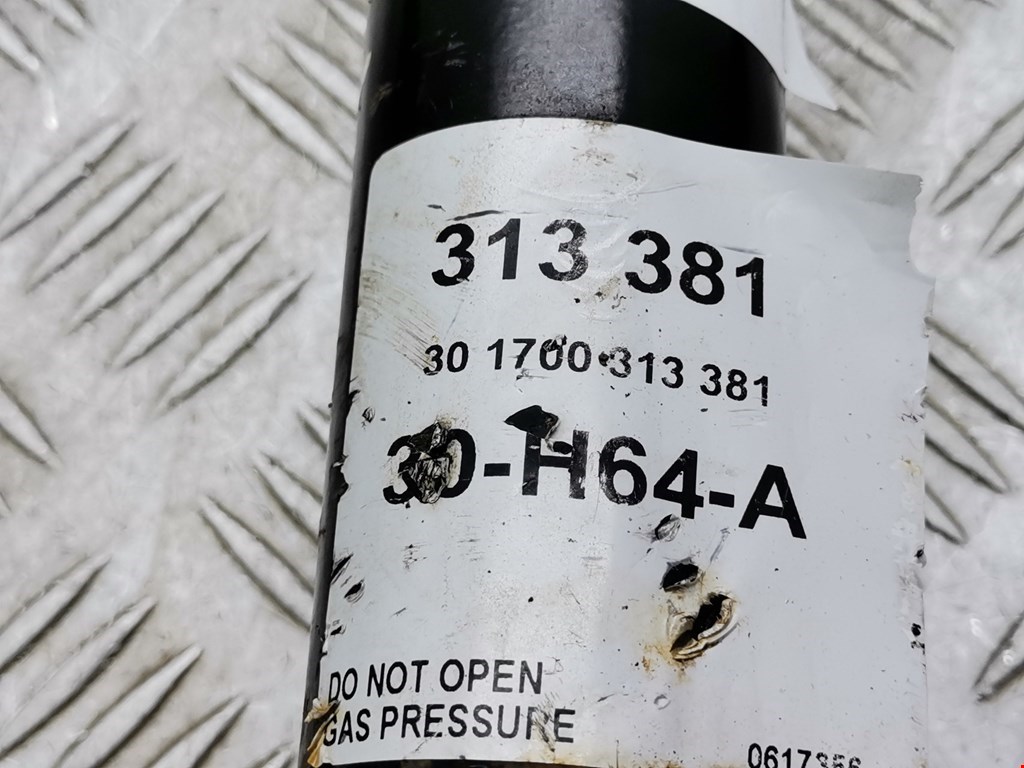 313 381
30 1700 313 381
30-H64-A
DO NOT OPEN
GAS PRESSURE